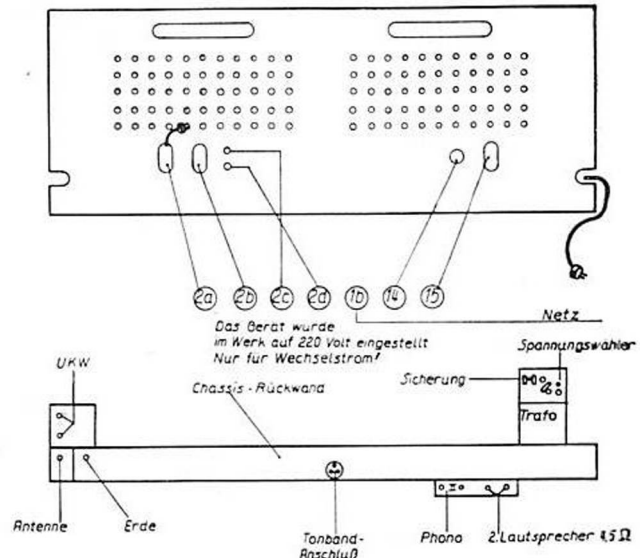 2a 2b 2c 2d 1b 14 15
Netz
Das Gerät wurde
im Werk auf 220 Volt eingestellt
Nur für Wechselstrom!
UKW
Spannungswähler
Sicherung
Chassis-Rückwand
Trafo
Antenne
Erde
Tonband-
Anschluß
Phono
2.Lautsprecher 4,5 Ω